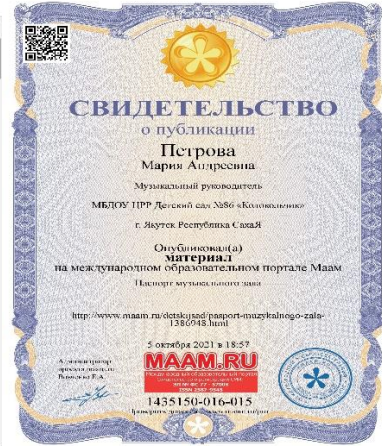 СВИДЕТЕЛЬСТВО
о публикации
Петрова
Мария Андреевна
Музыкальный руководитель
МБДОУ ЦРР Детский сад №86 «Колокольчик»
г. Якутск Республика СахаЯ
Опубликовал(а)
материал
на международном образовательном портале Маам
Паспорт музыкального зала
http://www.maam.ru/detskijsad/pasport-muzykalnogo-zala-
1386948.html
5 октября 2021 в 18:57
Администратор
MAAM.RU
1435150-016-015